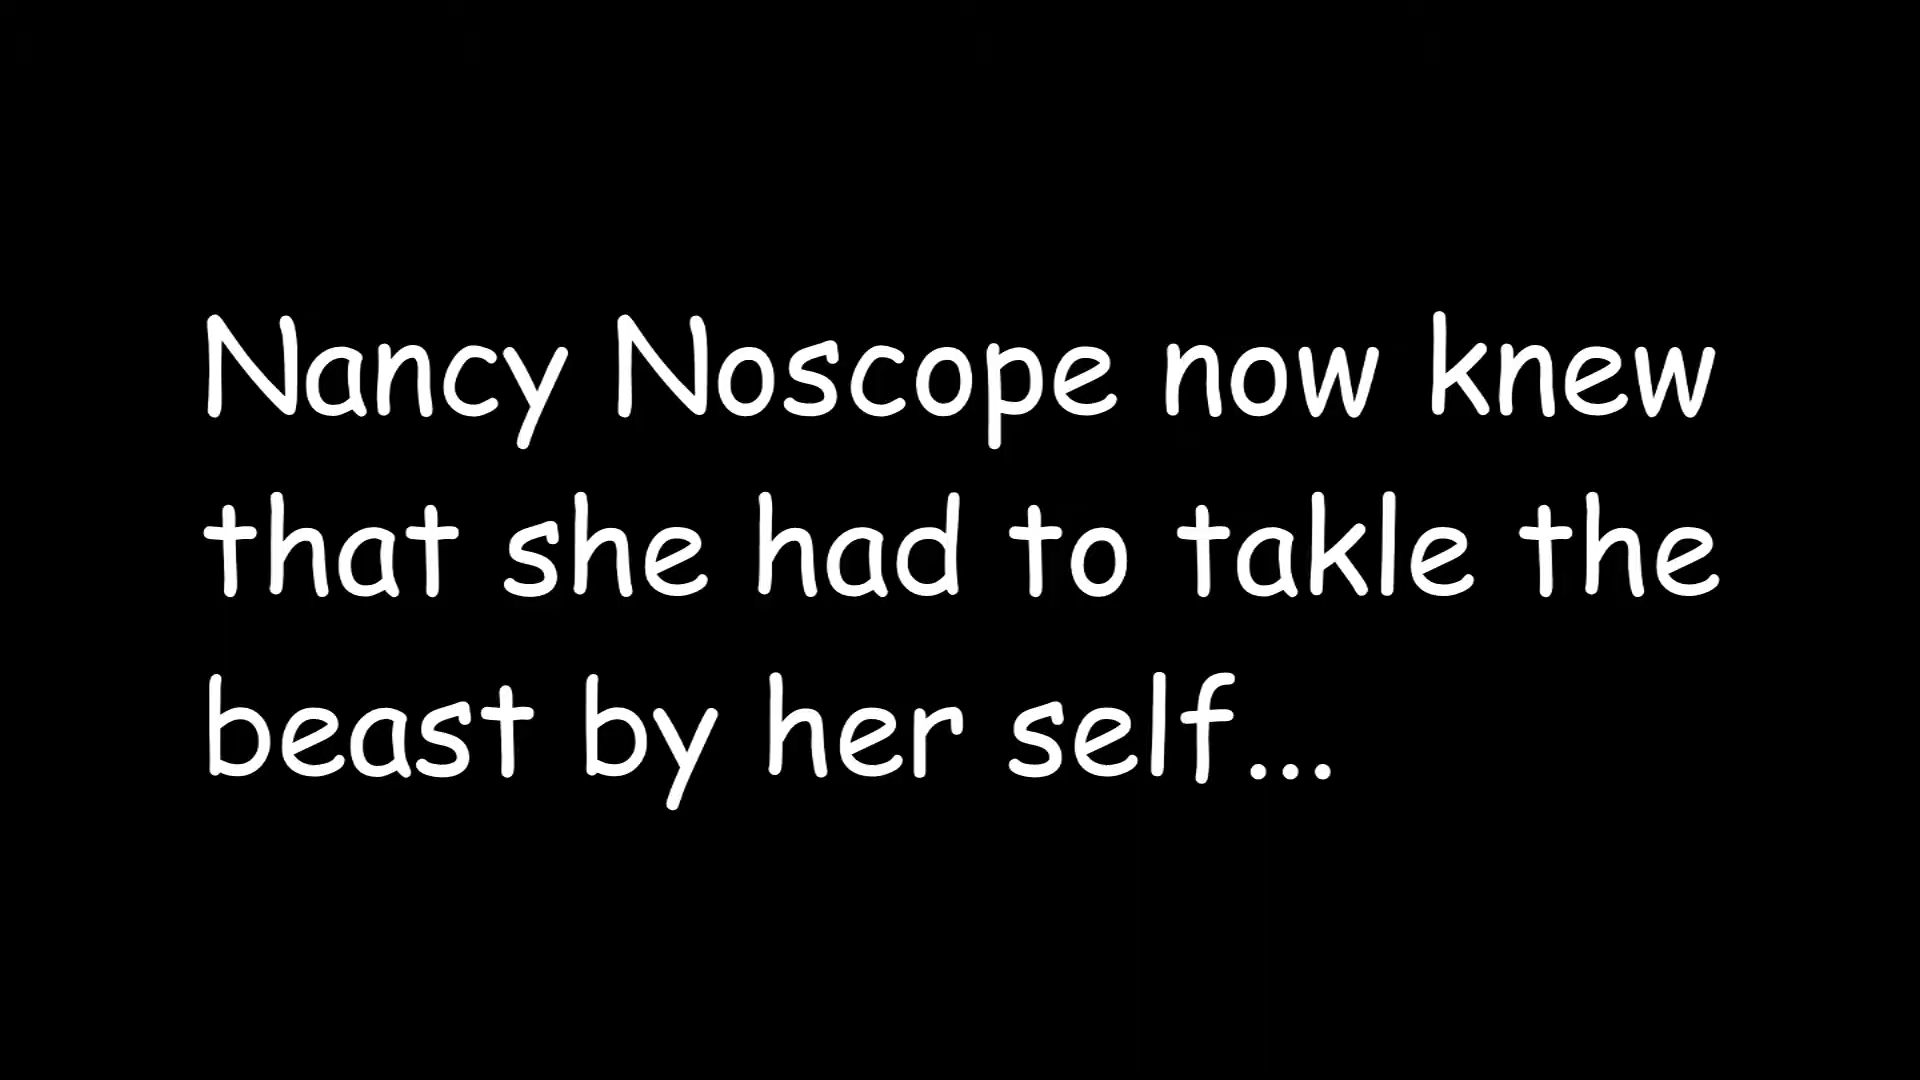 Nancy Noscope now knew
that she had to takle the
beast by her self...